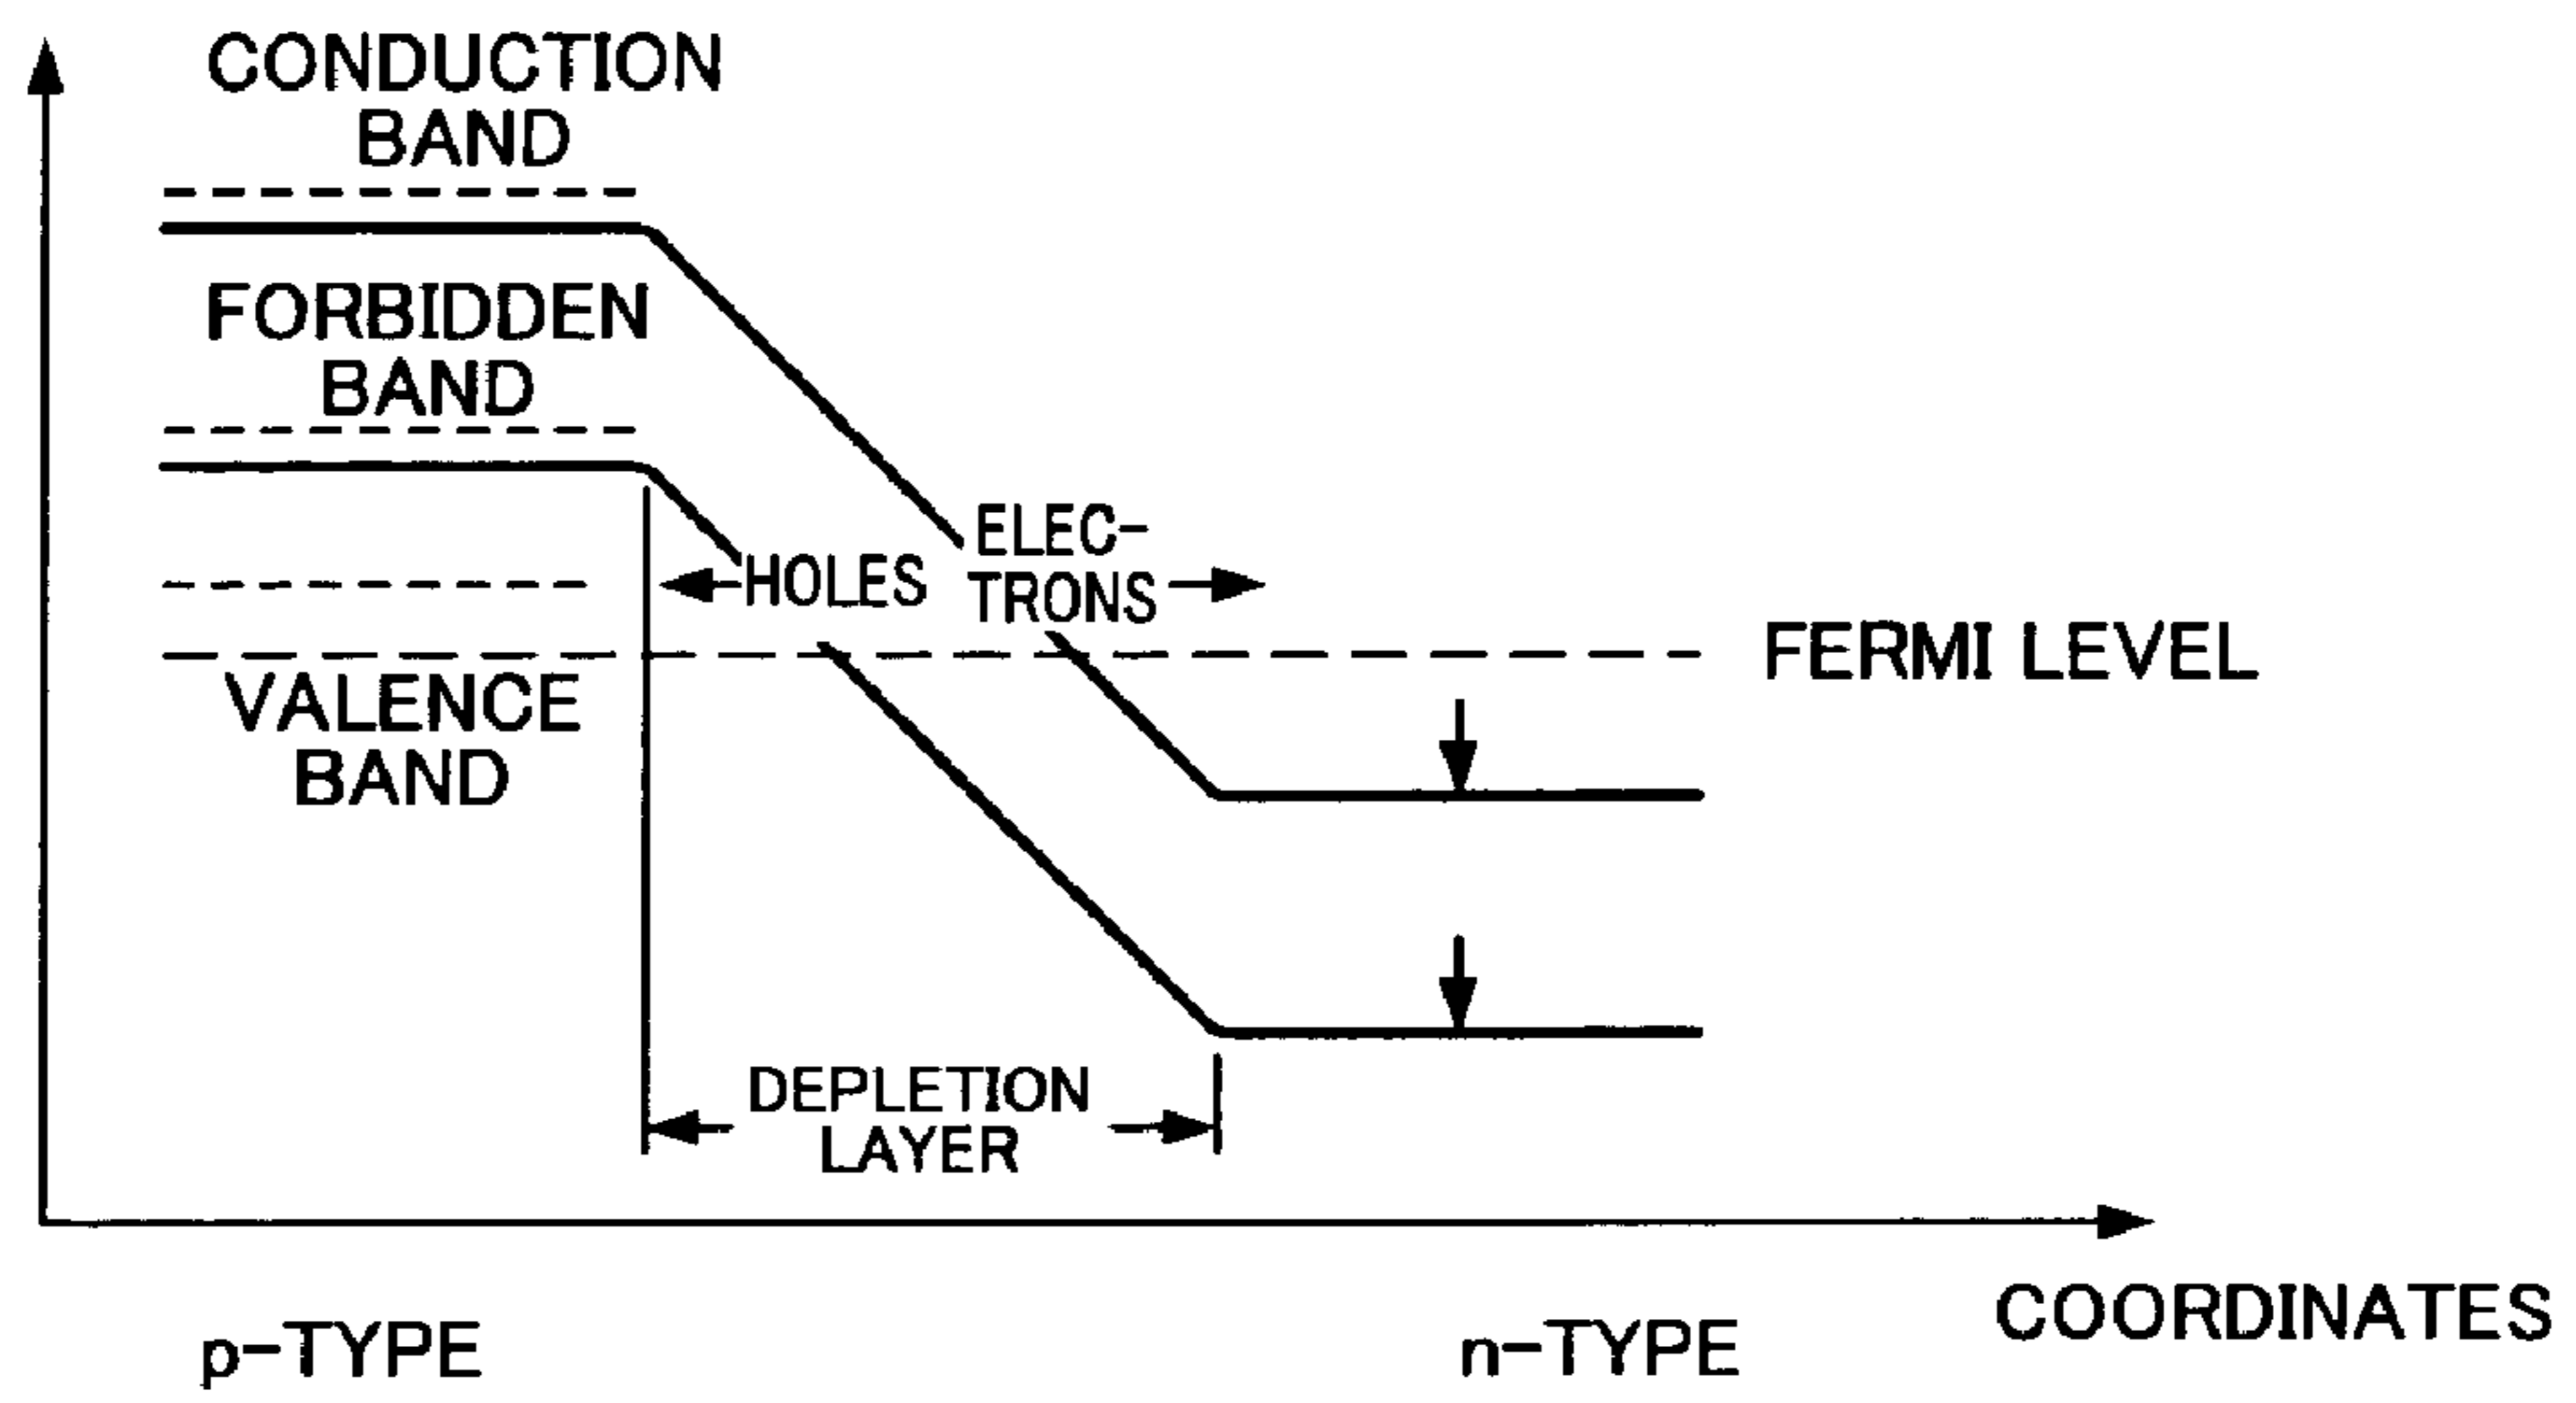 CONDUCTION
BAND
FORBIDDEN
BAND
HOLES
ELEC-
TRONS
FERMI LEVEL
VALENCE
BAND
DEPLETION
LAYER
COORDINATES
p-TYPE
n-TYPE